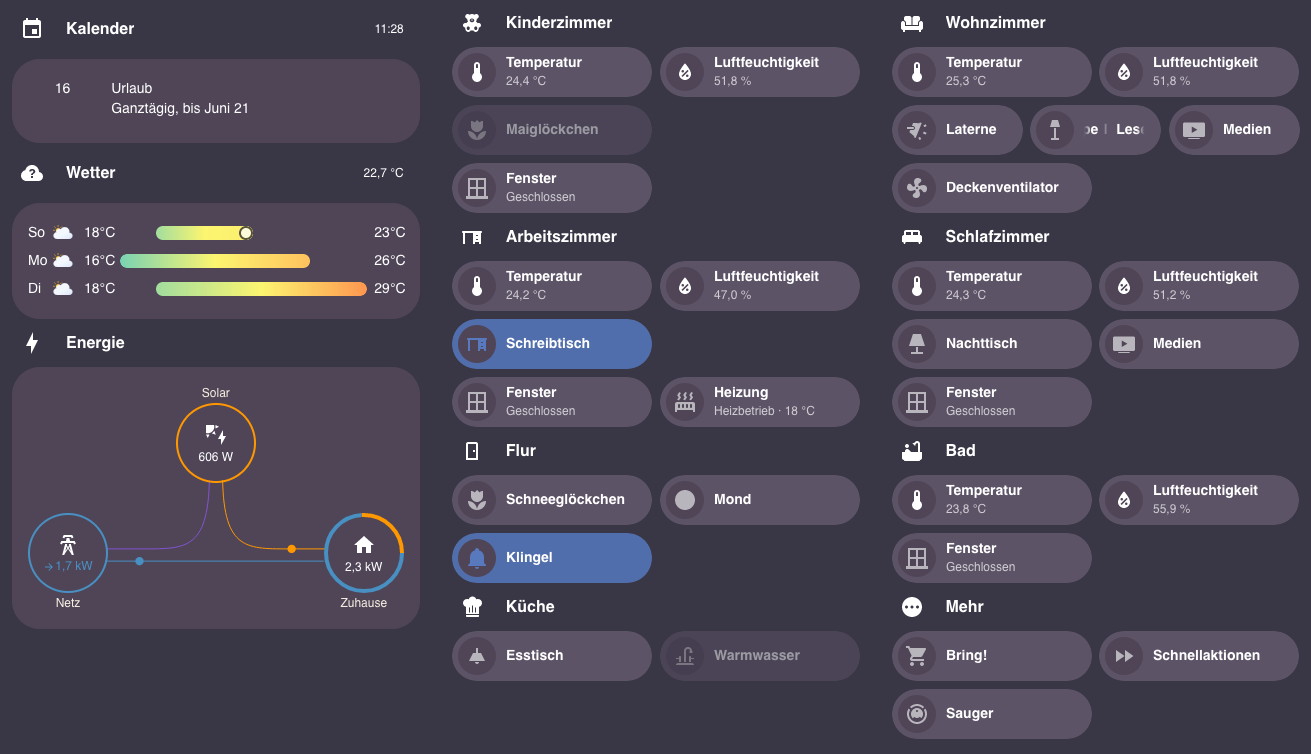 Kalender
11:28
16
Urlaub
Ganztägig, bis Juni 21
Wetter
22,7 °C
So 18°C 23°C
Mo 16°C 26°C
Di 18°C 29°C
Energie
Solar
606 W
→1,7 kW
2,3 kW
Netz
Zuhause
Kinderzimmer
Temperatur
24,4 °C
Luftfeuchtigkeit
51,8 %
Maiglöckchen
Fenster
Geschlossen
Arbeitszimmer
Temperatur
24,2 °C
Luftfeuchtigkeit
47,0 %
Schreibtisch
Fenster
Geschlossen
Heizung
Heizbetrieb · 18 °C
Flur
Schneeglöckchen
Mond
Klingel
Küche
Esstisch
Warmwasser
Wohnzimmer
Temperatur
25,3 °C
Luftfeuchtigkeit
51,8 %
Laterne
pe | Lese
Medien
Deckenventilator
Schlafzimmer
Temperatur
24,3 °C
Luftfeuchtigkeit
51,2 %
Nachttisch
Medien
Fenster
Geschlossen
Bad
Temperatur
23,8 °C
Luftfeuchtigkeit
55,9 %
Fenster
Geschlossen
Mehr
Bring!
Schnellaktionen
Sauger